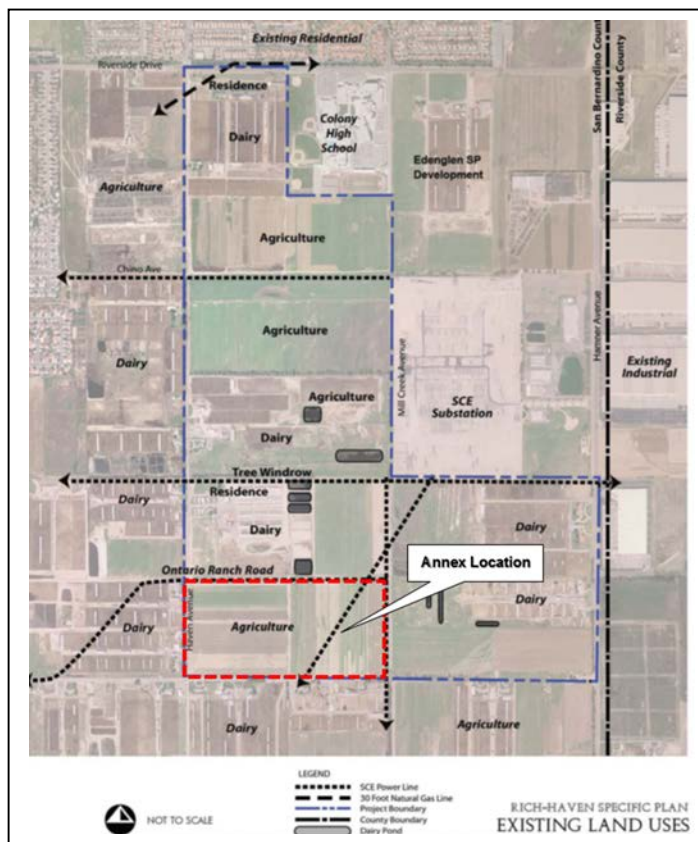 Existing Residential
Riverside Drive
Residence
Dairy
Colony
High
School
Edenglen SP
Development
San Bernardino County
Riverside County
Agriculture
Agriculture
Chino Ave
Agriculture
Dairy
Agriculture
Dairy
Mill Creek Avenue
SCE
Substation
Hamner Avenue
Existing
Industrial
Tree Windrow
Residence
Dairy
Dairy
Dairy
Annex Location
Ontario Ranch Road
Dairy
Haven Avenue
Agriculture
Dairy
Dairy
Agriculture
LEGEND
SCE Power Line
30 Foot Natural Gas Line
Project Boundary
County Boundary
Dairy Pond
NOT TO SCALE
RICH-HAVEN SPECIFIC PLAN
EXISTING LAND USES